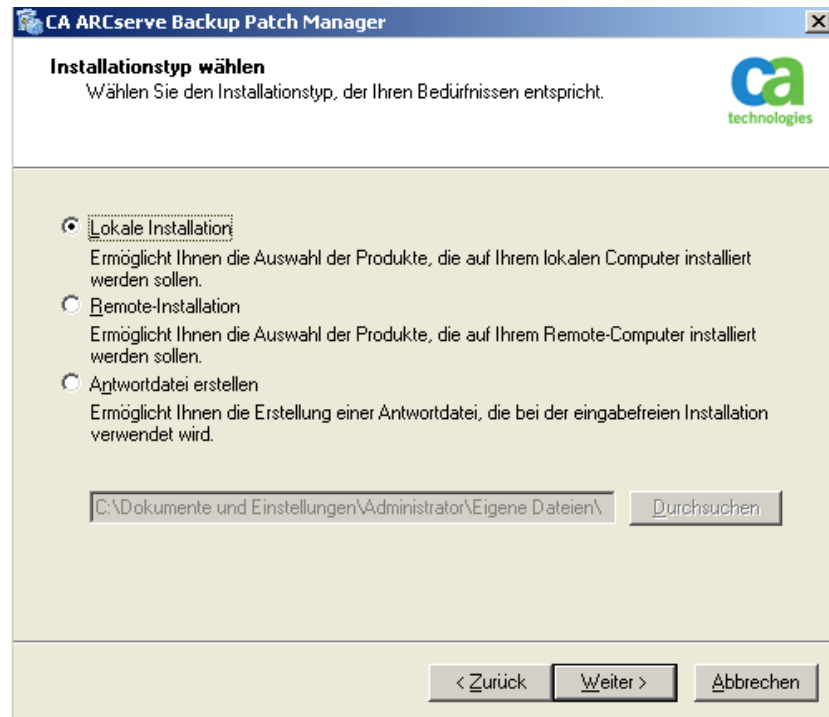 CA ARCserve Backup Patch Manager
Installationstyp wählen
Wählen Sie den Installationstyp, der Ihren Bedürfnissen entspricht.
ca
technologies
Lokale Installation
Ermöglicht Ihnen die Auswahl der Produkte, die auf Ihrem lokalen Computer installiert
werden sollen.
Remote-Installation
Ermöglicht Ihnen die Auswahl der Produkte, die auf Ihrem Remote-Computer installiert
werden sollen.
Antwortdatei erstellen
Ermöglicht Ihnen die Erstellung einer Antwortdatei, die bei der eingabefreien Installation
verwendet wird.
C:\Dokumente und Einstellungen\Administrator\Eigene Dateien\
Durchsuchen
< Zurück
Weiter >
Abbrechen